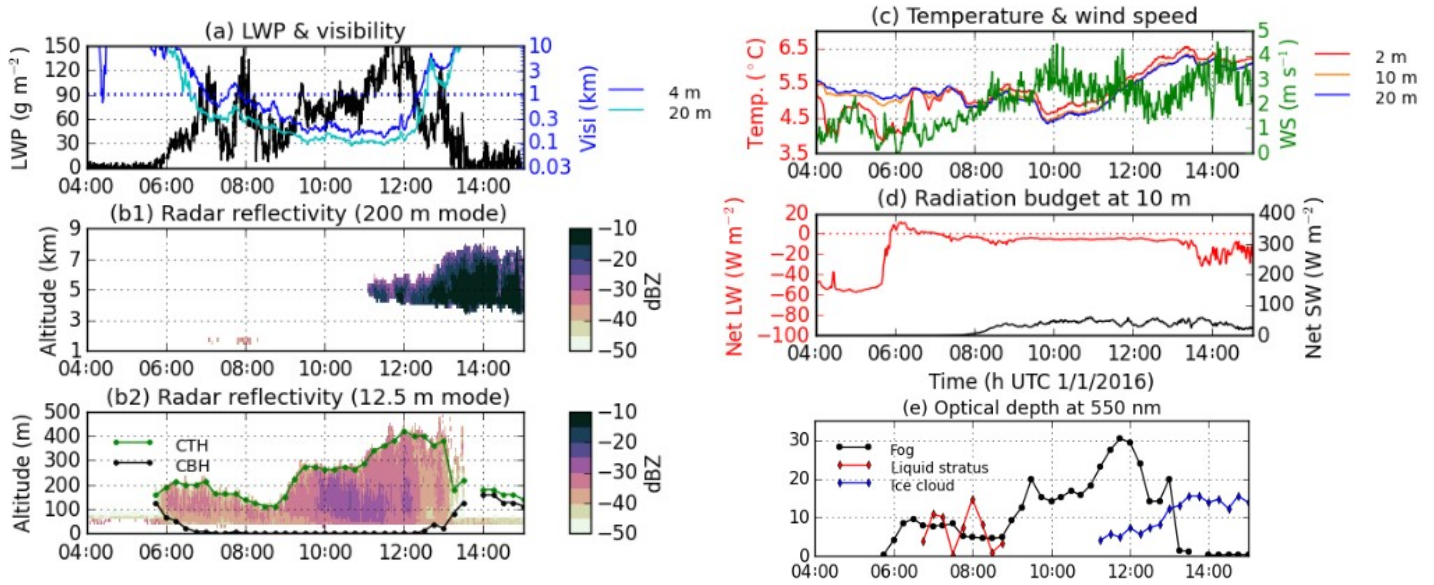 (a) LWP & visibility
LWP (g m⁻²)
150
120
90
60
30
0
10
3
1
0.3
0.1
0.03
Visi (km)
4 m
20 m
04:00 06:00 08:00 10:00 12:00 14:00
(b1) Radar reflectivity (200 m mode)
Altitude (km)
9
7
5
3
1
−10
−20
−30
−40
−50
dBZ
04:00 06:00 08:00 10:00 12:00 14:00
(b2) Radar reflectivity (12.5 m mode)
Altitude (m)
500
400
300
200
100
0
CTH
CBH
−10
−20
−30
−40
−50
dBZ
04:00 06:00 08:00 10:00 12:00 14:00
(c) Temperature & wind speed
Temp. (°C)
6.5
5.5
4.5
3.5
5
4
3
2
1
0
WS (m s⁻¹)
2 m
10 m
20 m
04:00 06:00 08:00 10:00 12:00 14:00
(d) Radiation budget at 10 m
Net LW (W m⁻²)
20
0
−20
−40
−60
−80
−100
400
300
200
100
0
Net SW (W m⁻²)
04:00 06:00 08:00 10:00 12:00 14:00
Time (h UTC 1/1/2016)
(e) Optical depth at 550 nm
30
20
10
0
Fog
Liquid stratus
Ice cloud
04:00 06:00 08:00 10:00 12:00 14:00